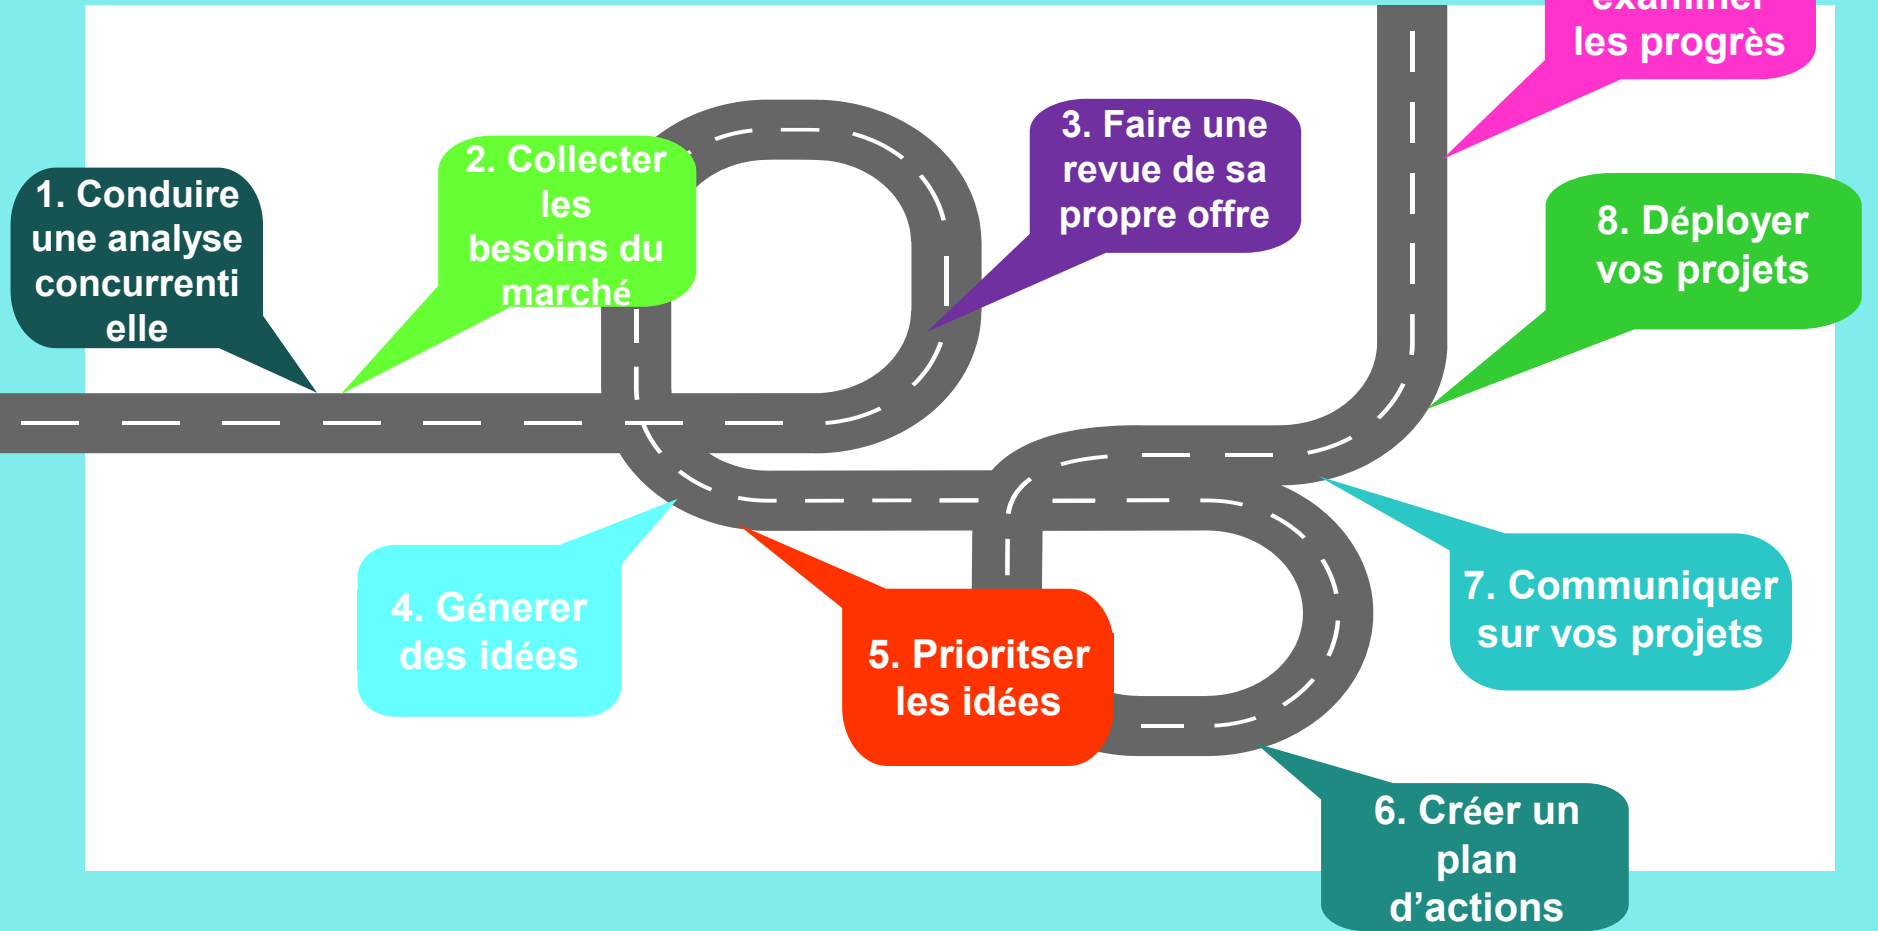 1. Conduire
une analyse
concurrenti
elle
2. Collecter
les
besoins du
marché
3. Faire une
revue de sa
propre offre
4. Génerer
des idées
5. Prioritser
les idées
6. Créer un
plan
d’actions
7. Communiquer
sur vos projets
8. Déployer
vos projets
examiner
les progrès